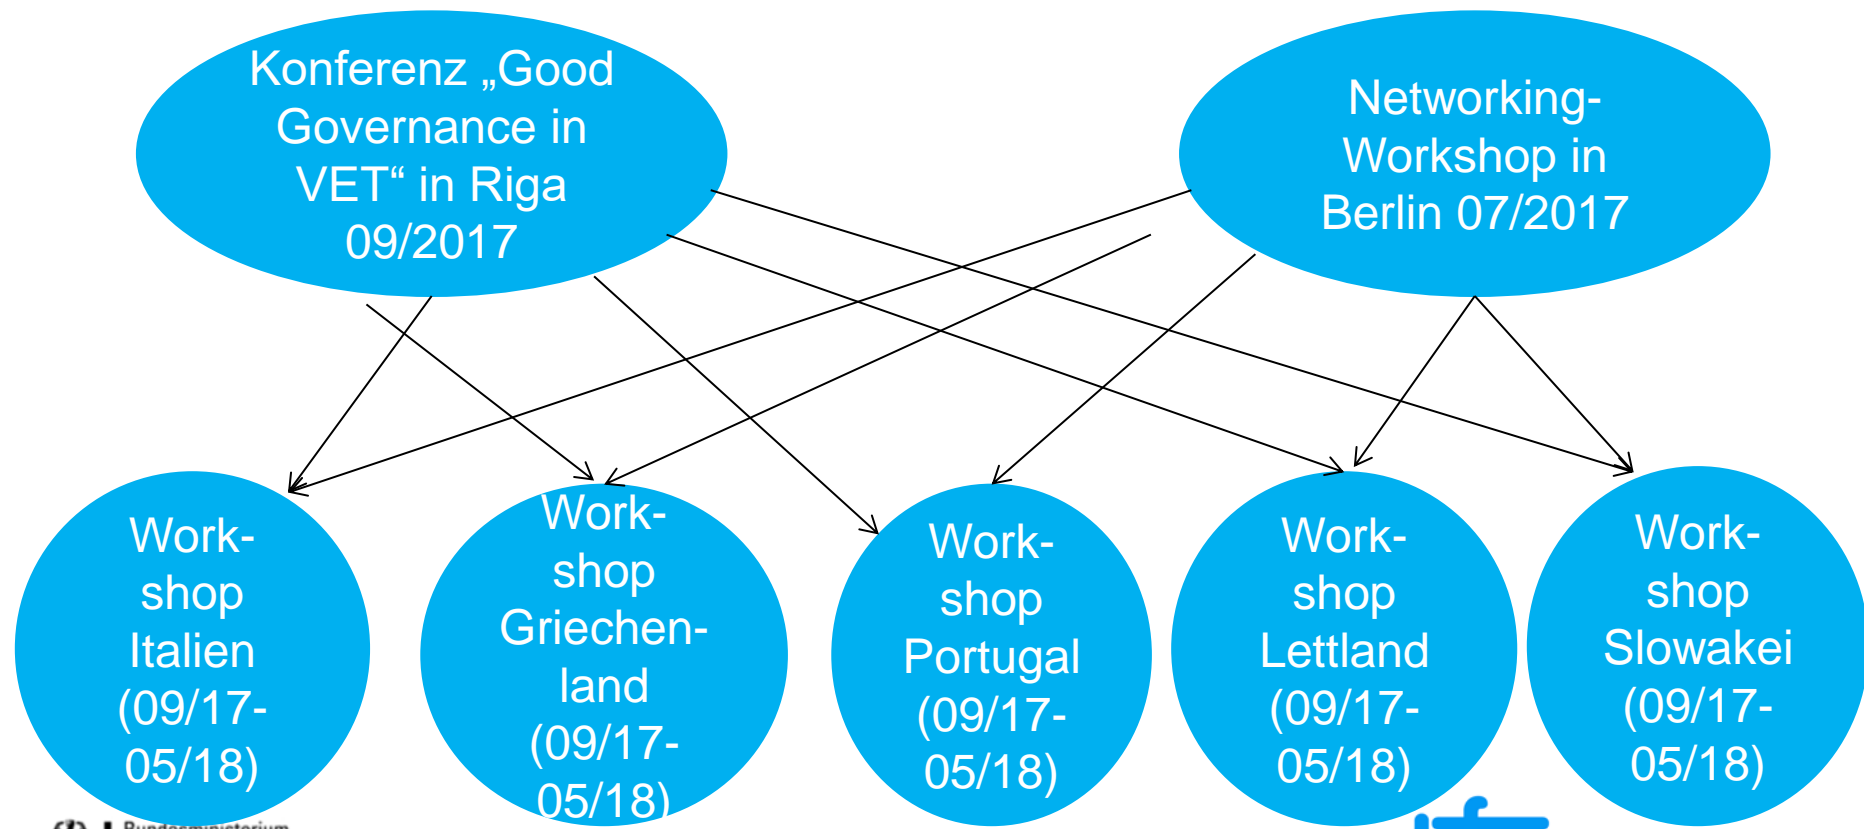 Konferenz „Good
Governance in
VET“ in Riga
09/2017
Networking-
Workshop in
Berlin 07/2017
Work-
shop
Italien
(09/17-
05/18)
Work-
shop
Griechen-
land
(09/17-
05/18)
Work-
shop
Portugal
(09/17-
05/18)
Work-
shop
Lettland
(09/17-
05/18)
Work-
shop
Slowakei
(09/17-
05/18)
Bundesministerium